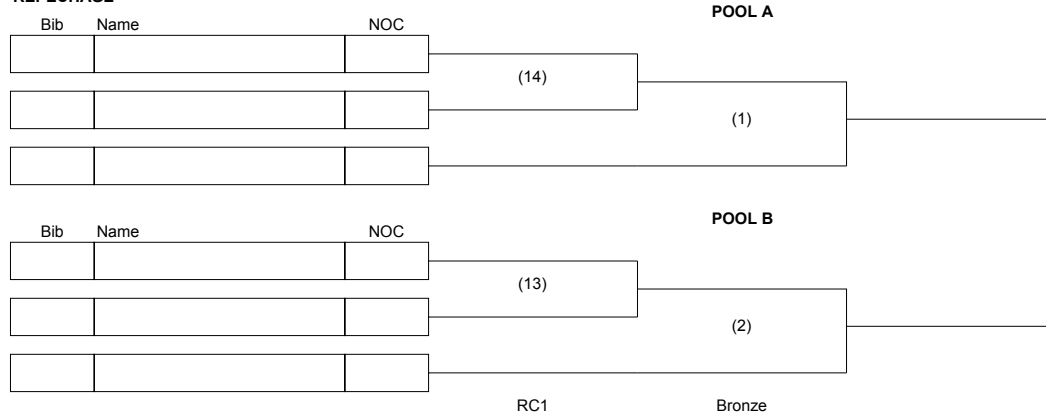 REPECHAGE
POOL A
Bib Name NOC
(14)
(1)
POOL B
Bib Name NOC
(13)
(2)
RC1 Bronze